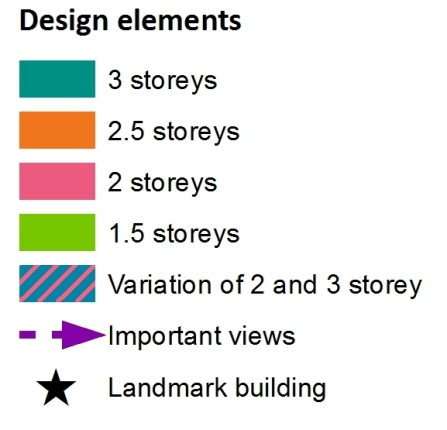 Design elements
3 storeys
2.5 storeys
2 storeys
1.5 storeys
Variation of 2 and 3 storey
Important views
Landmark building